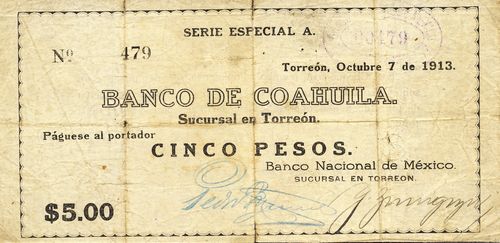 SERIE ESPECIAL A.
Nº 479
Torreón, Octubre 7 de 1913.
BANCO DE COAHUILA.
Sucursal en Torreón.
Páguese al portador
CINCO PESOS.
Banco Nacional de México.
SUCURSAL EN TORREON.
$5.00